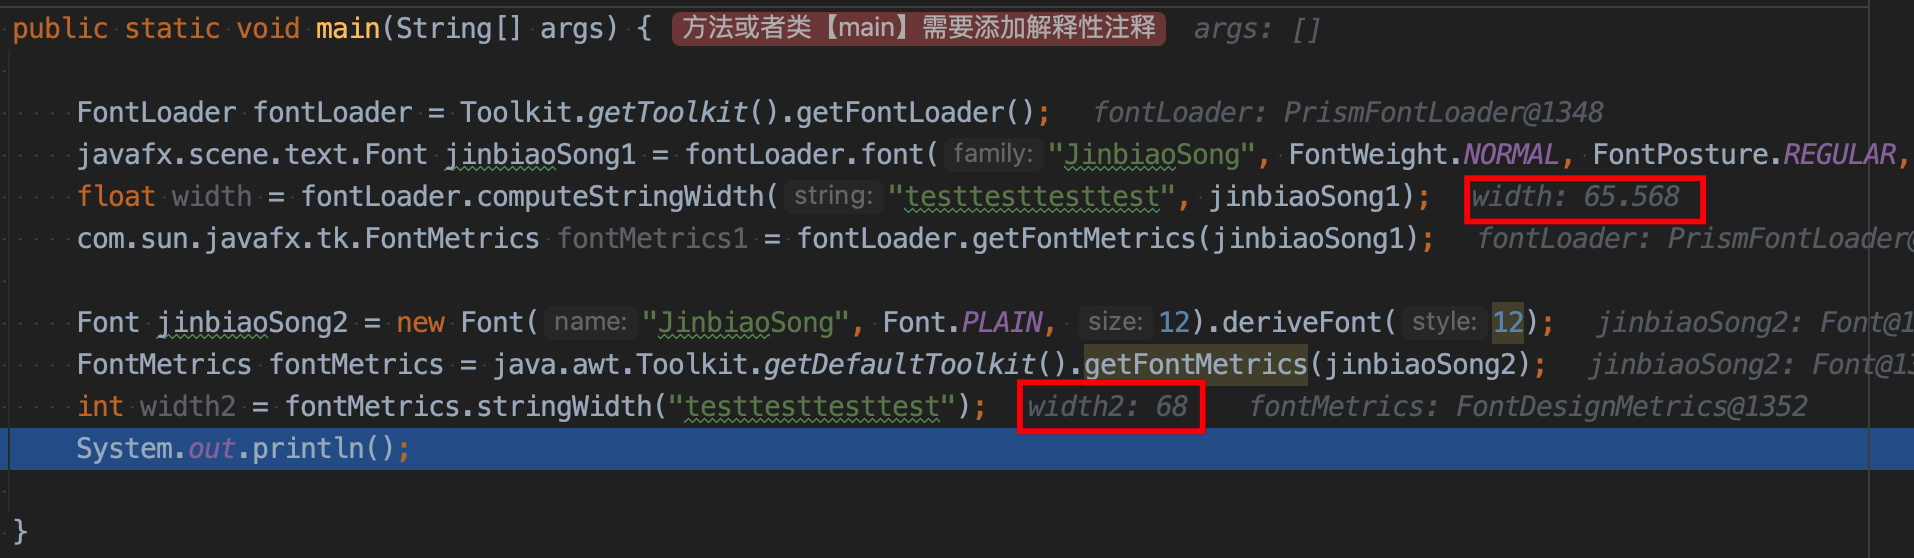 public static void main(String[] args) { 方法或者类【main】需要添加解释性注释 args: []
FontLoader fontLoader = Toolkit.getToolkit().getFontLoader(); fontLoader: PrismFontLoader@1348
javafx.scene.text.Font jinbiaoSong1 = fontLoader.font( family: "JinbiaoSong", FontWeight.NORMAL, FontPosture.REGULAR,
float width = fontLoader.computeStringWidth( string: "testtesttesttest", jinbiaoSong1); width: 65.568
com.sun.javafx.tk.FontMetrics fontMetrics1 = fontLoader.getFontMetrics(jinbiaoSong1); fontLoader: PrismFontLoader@
Font jinbiaoSong2 = new Font( name: "JinbiaoSong", Font.PLAIN, size: 12).deriveFont( style: 12); jinbiaoSong2: Font@1
FontMetrics fontMetrics = java.awt.Toolkit.getDefaultToolkit().getFontMetrics(jinbiaoSong2); jinbiaoSong2: Font@13
int width2 = fontMetrics.stringWidth("testtesttesttest"); width2: 68 fontMetrics: FontDesignMetrics@1352
System.out.println();
}